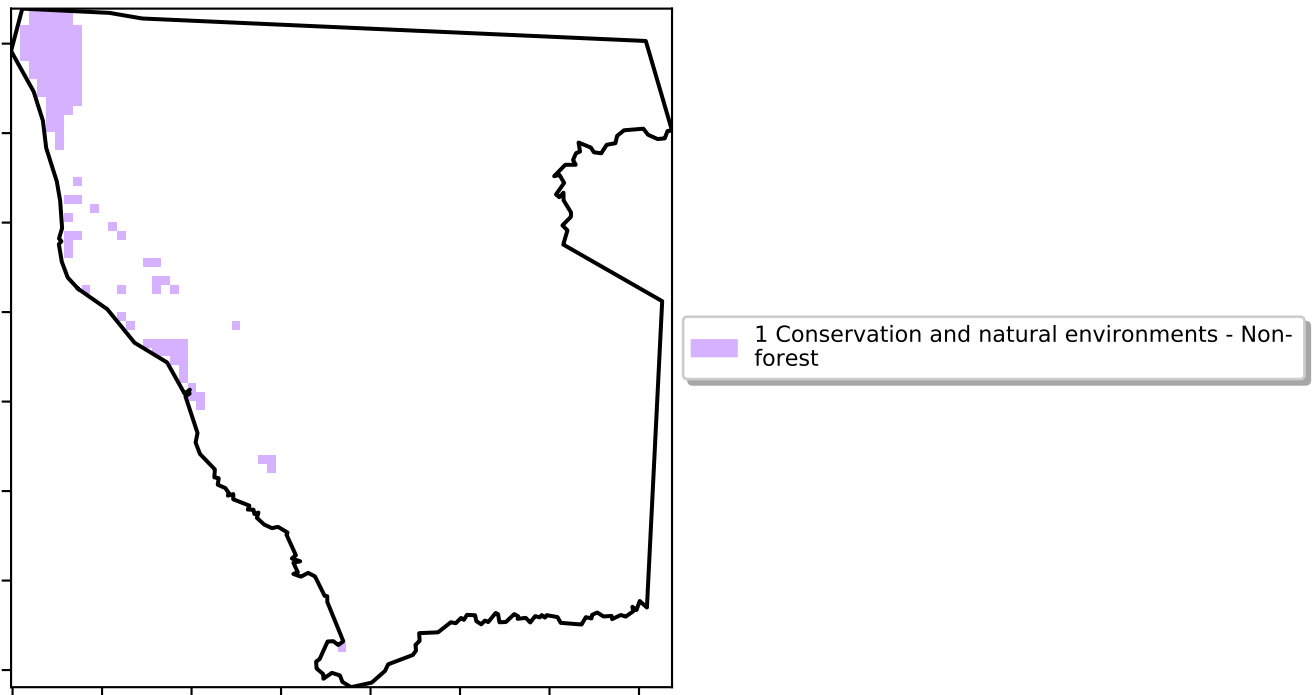 1 Conservation and natural environments - Non-
forest